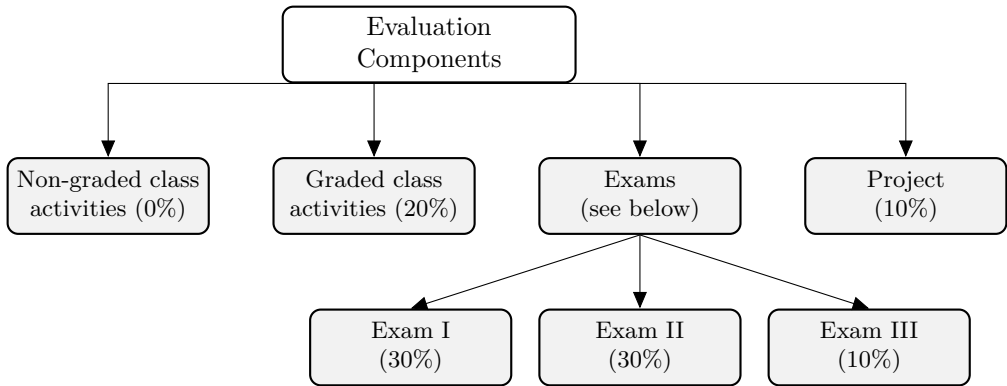 Evaluation
Components
Non-graded class
activities (0%)
Graded class
activities (20%)
Exams
(see below)
Project
(10%)
Exam I
(30%)
Exam II
(30%)
Exam III
(10%)